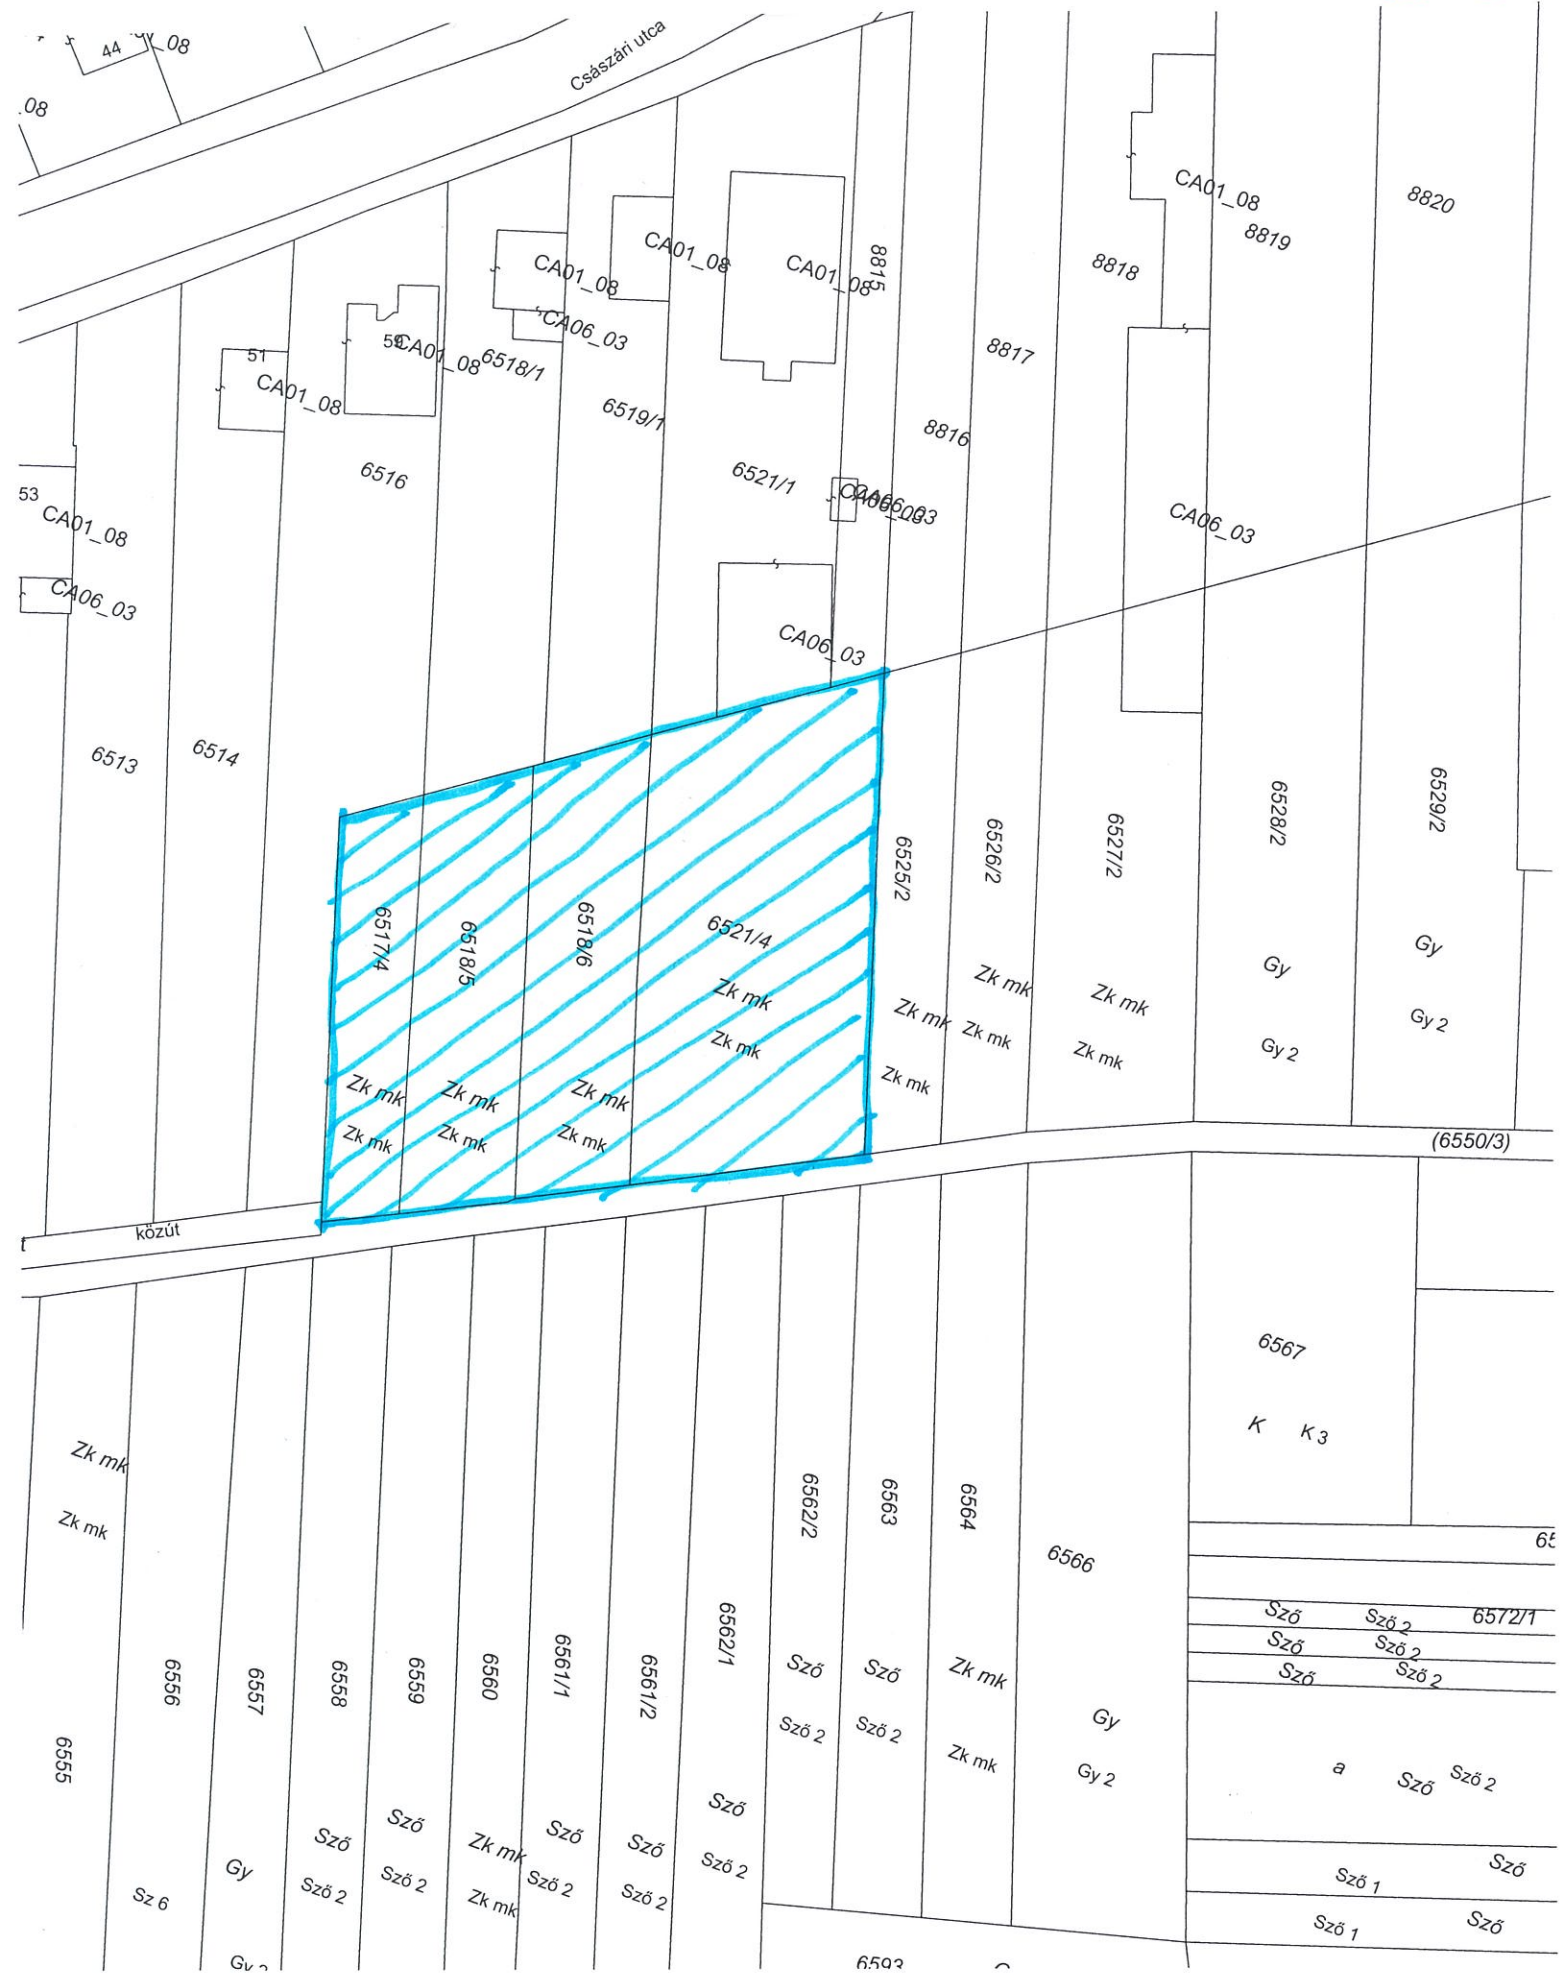 44
_08
.08
Császári utca
CA01_08
8820
8819
8818
CA01_08
CA01_08
CA01_08
8815
CA06_03
59
CA01_08
6518/1
51
CA01_08
8817
6519/1
8816
6516
6521/1
53
CA01_08
CA06_03
CA06_03
CA06_03
CA06_03
6513
6514
6528/2
6529/2
6525/2
6526/2
6527/2
6517/4
6518/5
6518/6
6521/4
Gy
Gy
Zk mk
Zk mk
Zk mk
Zk mk
Gy 2
Zk mk
Zk mk
Zk mk
Gy 2
Zk mk
Zk mk
Zk mk
Zk mk
Zk mk
Zk mk
Zk mk
(6550/3)
közút
t
6567
K
K 3
Zk mk
Zk mk
6562/2
6563
6564
6566
Sző
Sző 2
6572/1
Sző
Sző 2
Sző
Sző 2
6562/1
6556
6557
6558
6559
6560
6561/1
6561/2
Sző
Sző
Zk mk
Gy
Sző 2
Sző 2
Zk mk
Gy 2
6555
a
Sző
Sző 2
Sző
Sző
Sző
Zk mk
Sző
Sző
Sző 2
Gy
Sző 2
Sző 2
Zk mk
Sző 2
Sző 2
Sz 6
Sző 1
Sző
Sző 1
Sző
6593